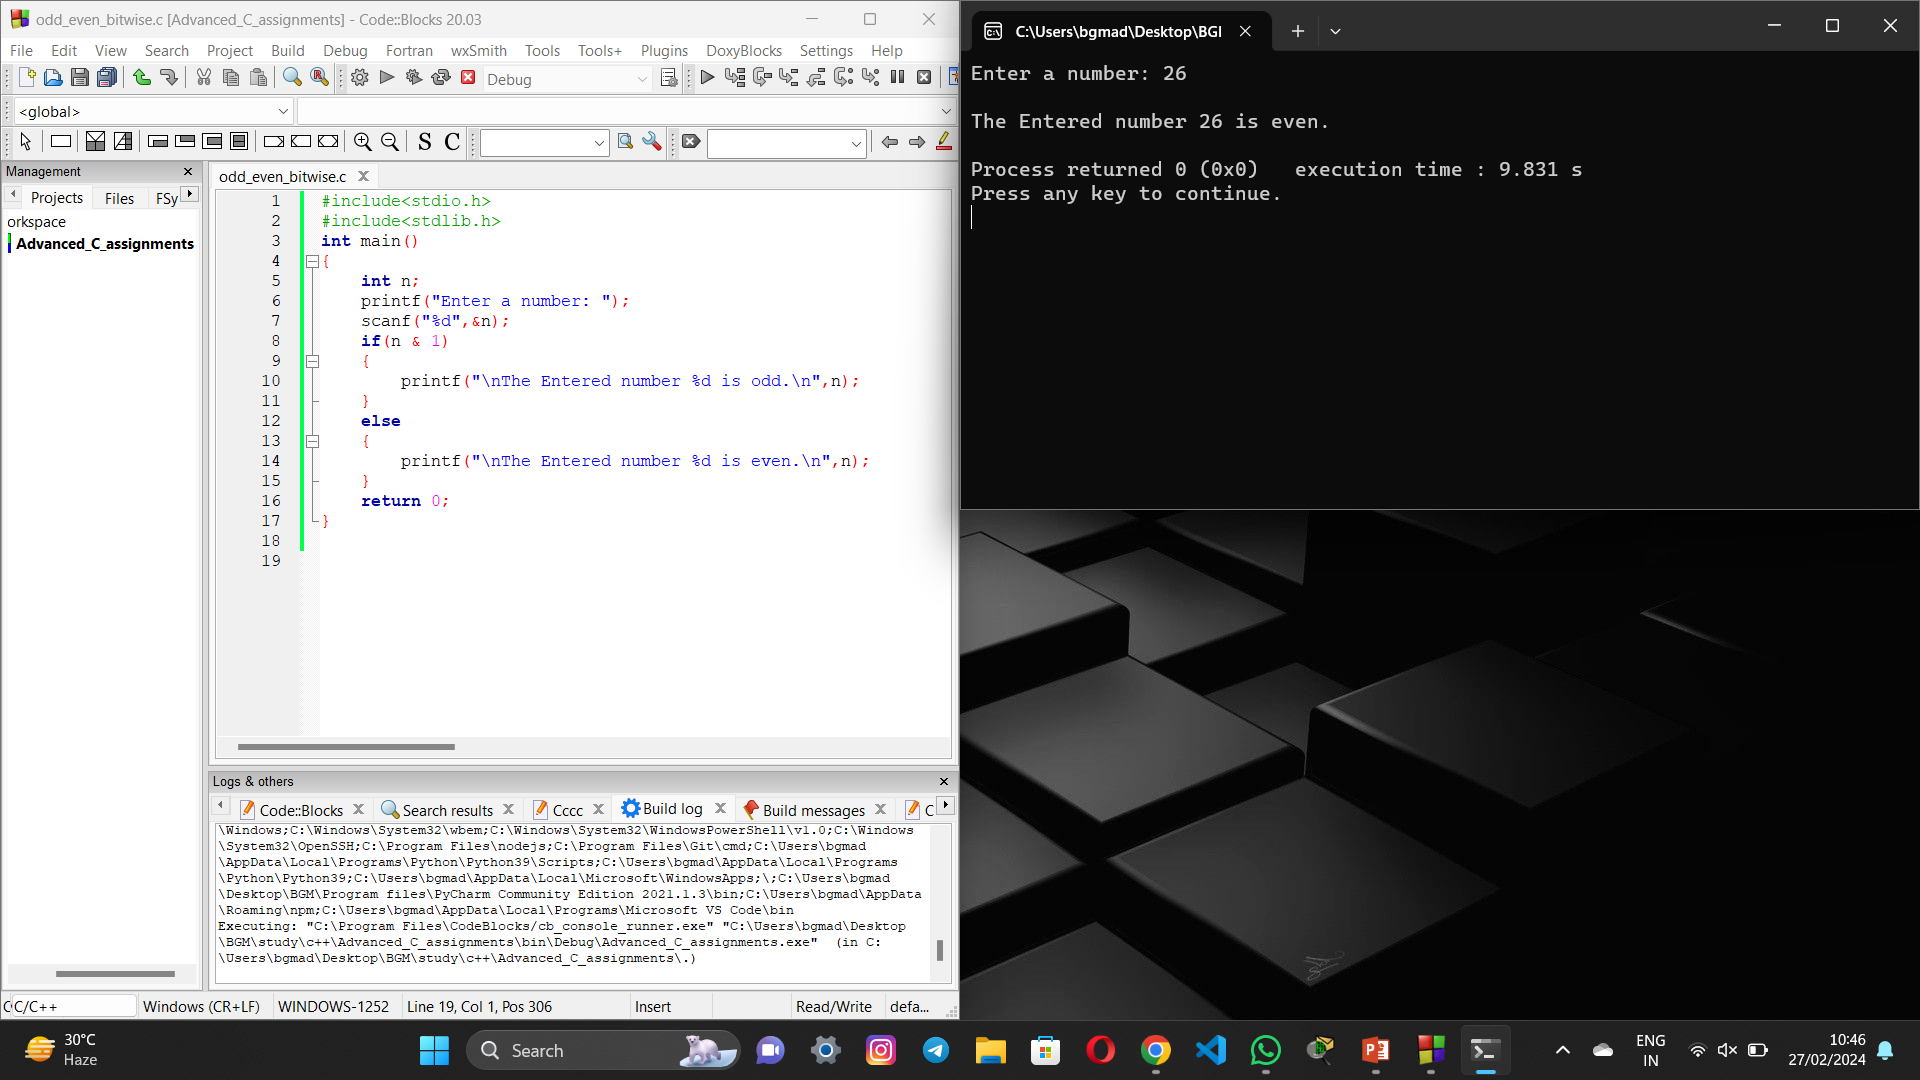 odd_even_bitwise.c [Advanced_C_assignments] - Code::Blocks 20.03
File Edit View Search Project Build Debug Fortran wxSmith Tools Tools+ Plugins DoxyBlocks Settings Help
Debug
<global>
S C
Management
Projects Files FSy
orkspace
Advanced_C_assignments
odd_even_bitwise.c
1 #include<stdio.h>
2 #include<stdlib.h>
3 int main()
4 {
5 int n;
6 printf("Enter a number: ");
7 scanf("%d",&n);
8 if(n & 1)
9 {
10 printf("\nThe Entered number %d is odd.\n",n);
11 }
12 else
13 {
14 printf("\nThe Entered number %d is even.\n",n);
15 }
16 return 0;
17 }
18
19
Logs & others
Code::Blocks Search results Cccc Build log Build messages C
\Windows;C:\Windows\System32\wbem;C:\Windows\System32\WindowsPowerShell\v1.0;C:\Windows
\System32\OpenSSH;C:\Program Files\nodejs;C:\Program Files\Git\cmd;C:\Users\bgmad
\AppData\Local\Programs\Python\Python39\Scripts;C:\Users\bgmad\AppData\Local\Programs
\Python\Python39;C:\Users\bgmad\AppData\Local\Microsoft\WindowsApps;\;C:\Users\bgmad
\Desktop\BGM\Program files\PyCharm Community Edition 2021.1.3\bin;C:\Users\bgmad\AppData
\Roaming\npm;C:\Users\bgmad\AppData\Local\Programs\Microsoft VS Code\bin
Executing: "C:\Program Files\CodeBlocks/cb_console_runner.exe" "C:\Users\bgmad\Desktop
\BGM\study\c++\Advanced_C_assignments\bin\Debug\Advanced_C_assignments.exe"  (in C:
\Users\bgmad\Desktop\BGM\study\c++\Advanced_C_assignments\.)
C/C++ Windows (CR+LF) WINDOWS-1252 Line 19, Col 1, Pos 306 Insert Read/Write defa...
C:\Users\bgmad\Desktop\BGI
Enter a number: 26
The Entered number 26 is even.
Process returned 0 (0x0)   execution time : 9.831 s
Press any key to continue.
30°C
Haze
Search
ENG
IN
10:46
27/02/2024